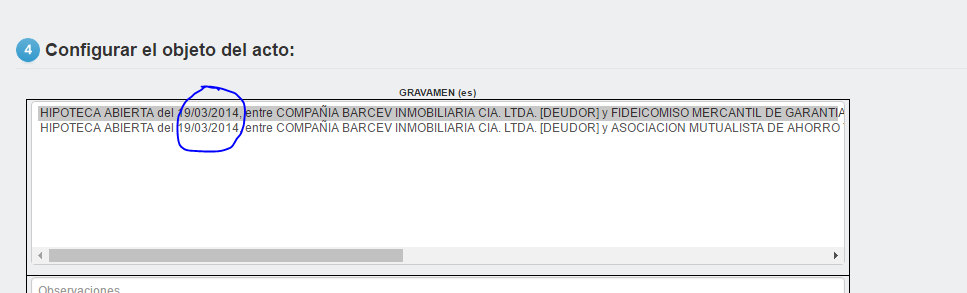 4 Configurar el objeto del acto:
GRAVAMEN (es)
HIPOTECA ABIERTA del 19/03/2014, entre COMPAÑIA BARCEV INMOBILIARIA CIA. LTDA. [DEUDOR] y FIDEICOMISO MERCANTIL DE GARANTIA
HIPOTECA ABIERTA del 19/03/2014, entre COMPAÑIA BARCEV INMOBILIARIA CIA. LTDA. [DEUDOR] y ASOCIACION MUTUALISTA DE AHORRO
Observaciones